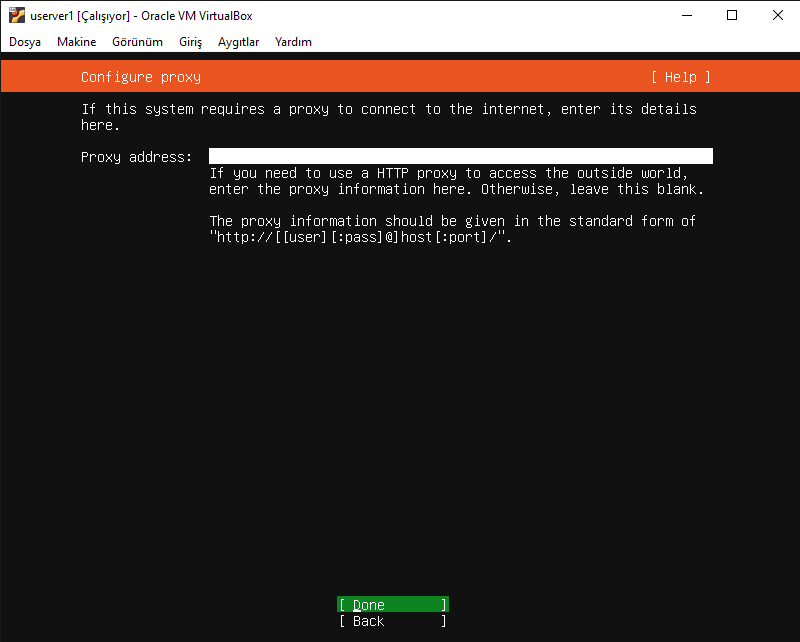 userver1 [Çalışıyor] - Oracle VM VirtualBox
Dosya Makine Görünüm Giriş Aygıtlar Yardım
Configure proxy [ Help ]
If this system requires a proxy to connect to the internet, enter its details
here.
Proxy address:
If you need to use a HTTP proxy to access the outside world,
enter the proxy information here. Otherwise, leave this blank.
The proxy information should be given in the standard form of
"http://[[user][:pass]@]host[:port]/".
[ Done ]
[ Back ]